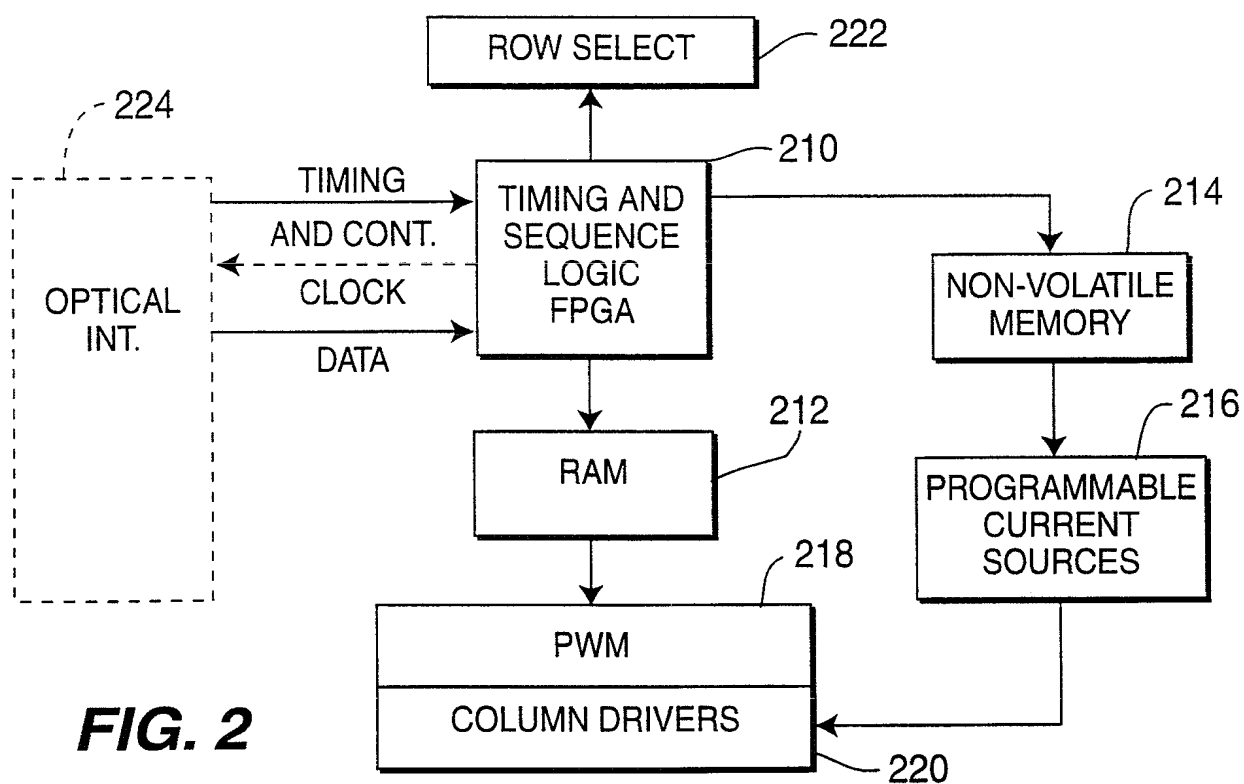 ROW SELECT
222
224
210
TIMING
AND CONT.
CLOCK
DATA
TIMING AND
SEQUENCE
LOGIC
FPGA
214
OPTICAL
INT.
NON-VOLATILE
MEMORY
212
216
RAM
PROGRAMMABLE
CURRENT
SOURCES
218
PWM
COLUMN DRIVERS
220
FIG. 2